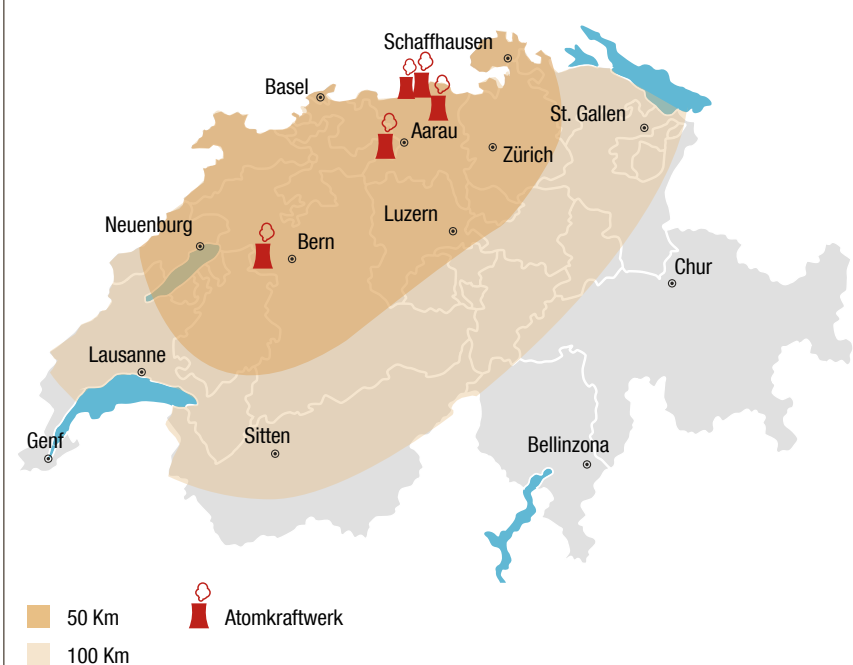 Schaffhausen
Basel
St. Gallen
Aarau
Zürich
Neuenburg
Luzern
Bern
Chur
Lausanne
Sitten
Genf
Bellinzona
50 Km
Atomkraftwerk
100 Km